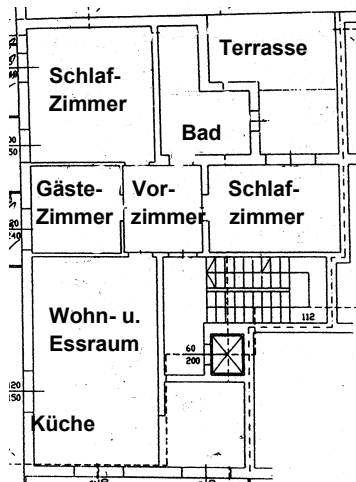 Terrasse
Schlaf-
Zimmer
Bad
Gäste-
Zimmer
Vor-
zimmer
Schlaf-
zimmer
Wohn- u.
Essraum
112
60
200
Küche